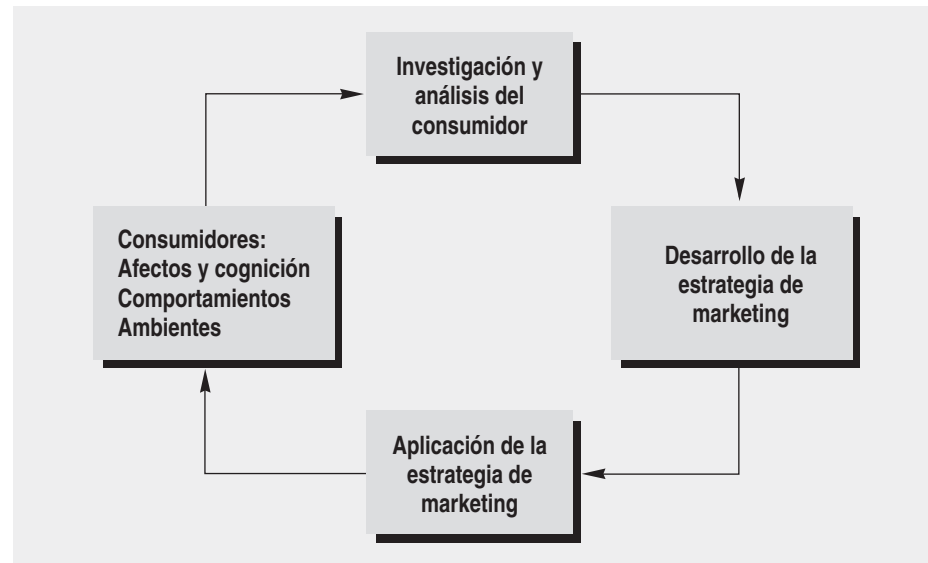 Investigación y
análisis del
consumidor
Consumidores:
Afectos y cognición
Comportamientos
Ambientes
Desarrollo de la
estrategia de
marketing
Aplicación de la
estrategia de
marketing